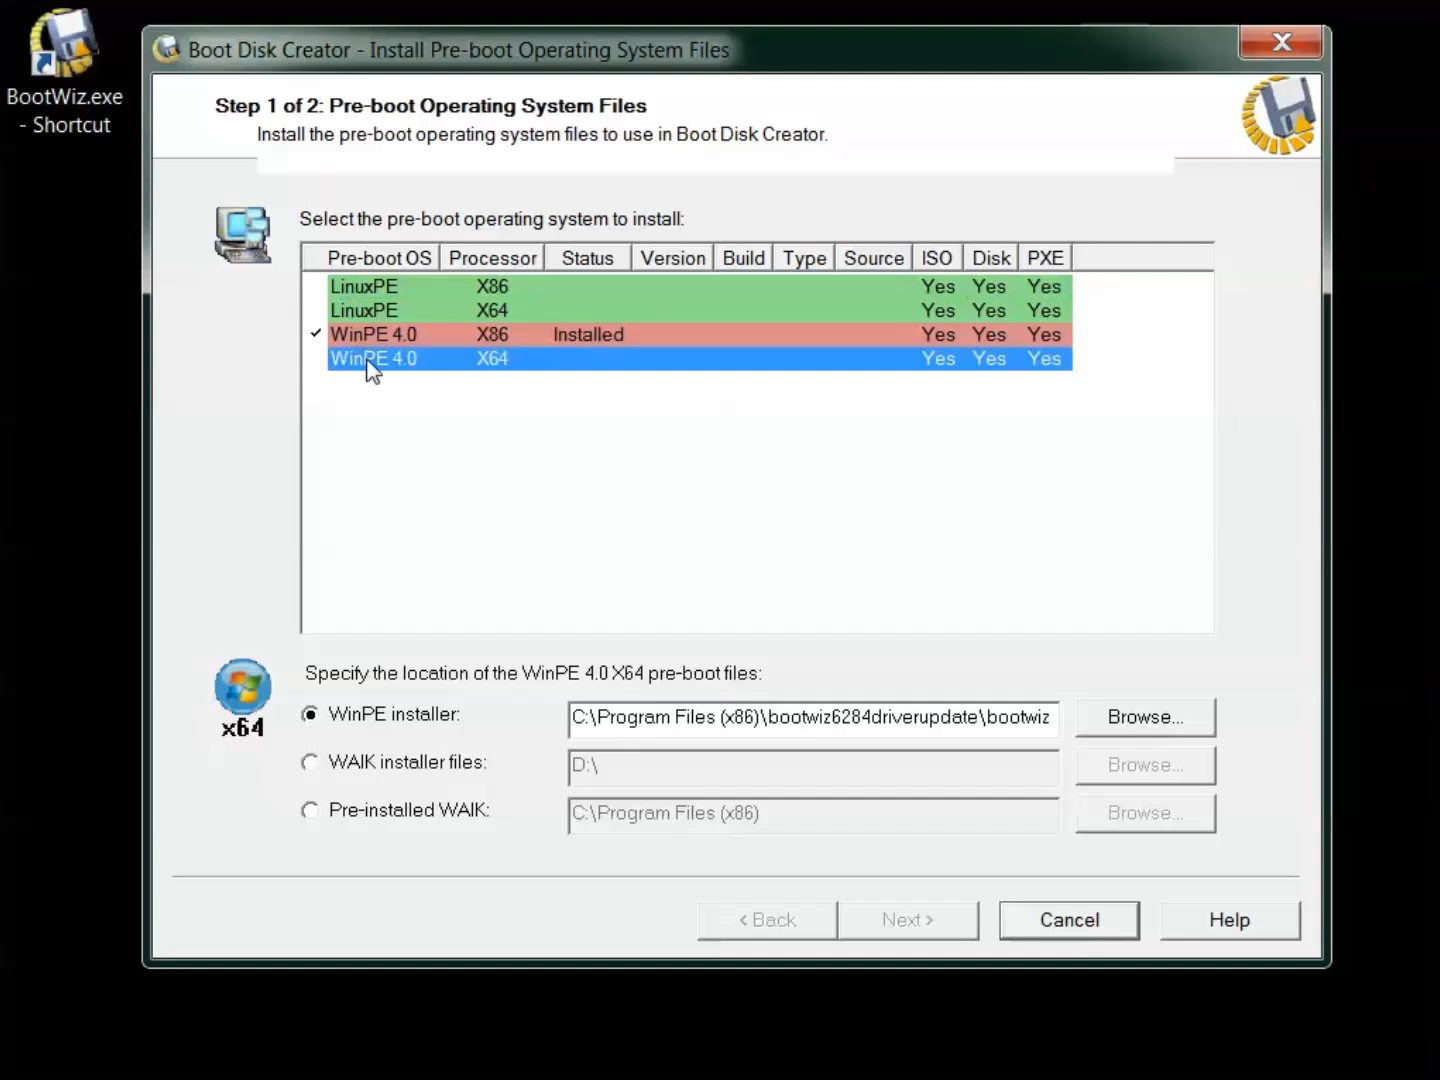 BootWiz.exe
- Shortcut
Boot Disk Creator - Install Pre-boot Operating System Files
Step 1 of 2: Pre-boot Operating System Files
Install the pre-boot operating system files to use in Boot Disk Creator.
Select the pre-boot operating system to install:
Pre-boot OS Processor Status Version Build Type Source ISO Disk PXE
LinuxPE X86 Yes Yes Yes
LinuxPE X64 Yes Yes Yes
WinPE 4.0 X86 Installed Yes Yes Yes
WinPE 4.0 X64 Yes Yes Yes
x64
Specify the location of the WinPE 4.0 X64 pre-boot files:
WinPE installer: C:\Program Files (x86)\bootwiz6284driverupdate\bootwiz Browse...
WAIK installer files: D:\ Browse...
Pre-installed WAIK: C:\Program Files (x86) Browse...
< Back Next > Cancel Help